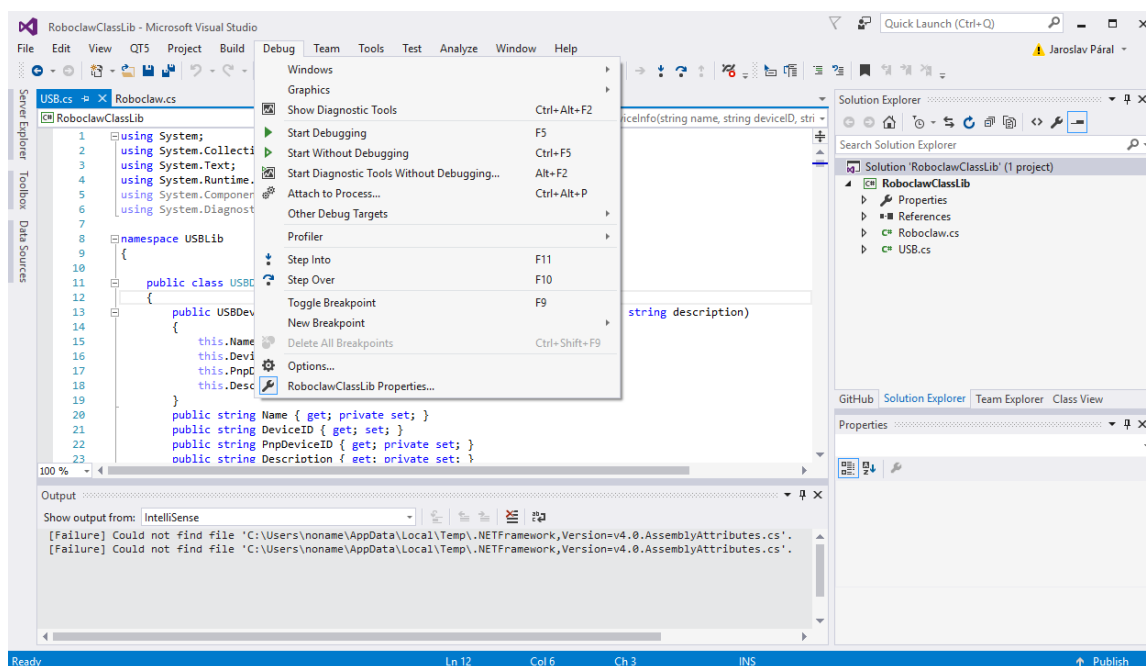 RoboclawClassLib - Microsoft Visual Studio
Quick Launch (Ctrl+Q)
File Edit View QT5 Project Build Debug Team Tools Test Analyze Window Help
Jaroslav Páral
Server Explorer
Toolbox
Data Sources
USB.cs Roboclaw.cs
RoboclawClassLib
viceInfo(string name, string deviceID, stri
1 using System;
2 using System.Collecti
3 using System.Text;
4 using System.Runtime.
5 using System.Componer
6 using System.Diagnost
7
8 namespace USBLib
9 {
10
11 public class USBD
12 {
13 public USBDev string description)
14 {
15 this.Name
16 this.Devi
17 this.PnpD
18 this.Desc
19 }
20 public string Name { get; private set; }
21 public string DeviceID { get; set; }
22 public string PnpDeviceID { get; private set; }
23 public string Description { get; private set; }
100 %
Windows
Graphics
Show Diagnostic Tools Ctrl+Alt+F2
Start Debugging F5
Start Without Debugging Ctrl+F5
Start Diagnostic Tools Without Debugging... Alt+F2
Attach to Process... Ctrl+Alt+P
Other Debug Targets
Profiler
Step Into F11
Step Over F10
Toggle Breakpoint F9
New Breakpoint
Delete All Breakpoints Ctrl+Shift+F9
Options...
RoboclawClassLib Properties...
Solution Explorer
Search Solution Explorer
Solution 'RoboclawClassLib' (1 project)
C# RoboclawClassLib
Properties
References
C# Roboclaw.cs
C# USB.cs
GitHub Solution Explorer Team Explorer Class View
Properties
Output
Show output from: IntelliSense
[Failure] Could not find file 'C:\Users\noname\AppData\Local\Temp\.NETFramework,Version=v4.0.AssemblyAttributes.cs'.
[Failure] Could not find file 'C:\Users\noname\AppData\Local\Temp\.NETFramework,Version=v4.0.AssemblyAttributes.cs'.
Ready Ln 12 Col 6 Ch 3 INS Publish